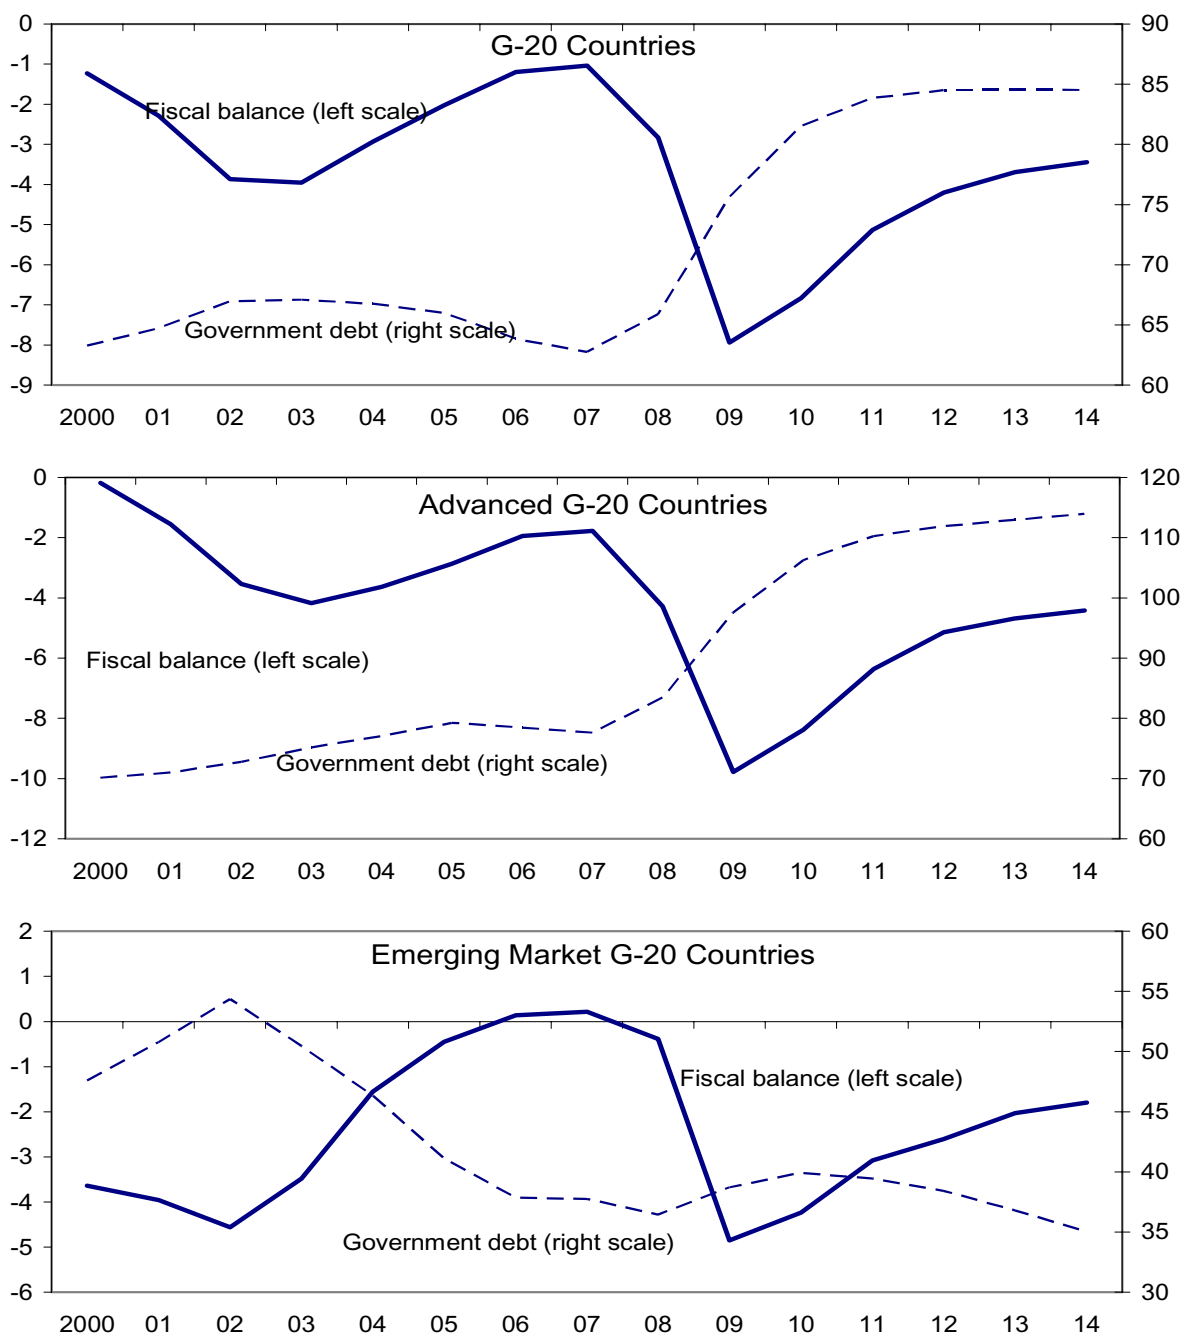 G-20 Countries
0 90
-1 85
-2 Fiscal balance (left scale)
-3 80
-4 75
-5
-6 70
-7 65
Government debt (right scale)
-8
-9 60
2000 01 02 03 04 05 06 07 08 09 10 11 12 13 14
0 120
Advanced G-20 Countries
-2 110
-4 100
-6 90
Fiscal balance (left scale)
-8 80
Government debt (right scale)
-10 70
-12 60
2000 01 02 03 04 05 06 07 08 09 10 11 12 13 14
2 60
Emerging Market G-20 Countries
1 55
0
-1 50
Fiscal balance (left scale)
-2 45
-3 40
-4 35
Government debt (right scale)
-5
-6 30
2000 01 02 03 04 05 06 07 08 09 10 11 12 13 14